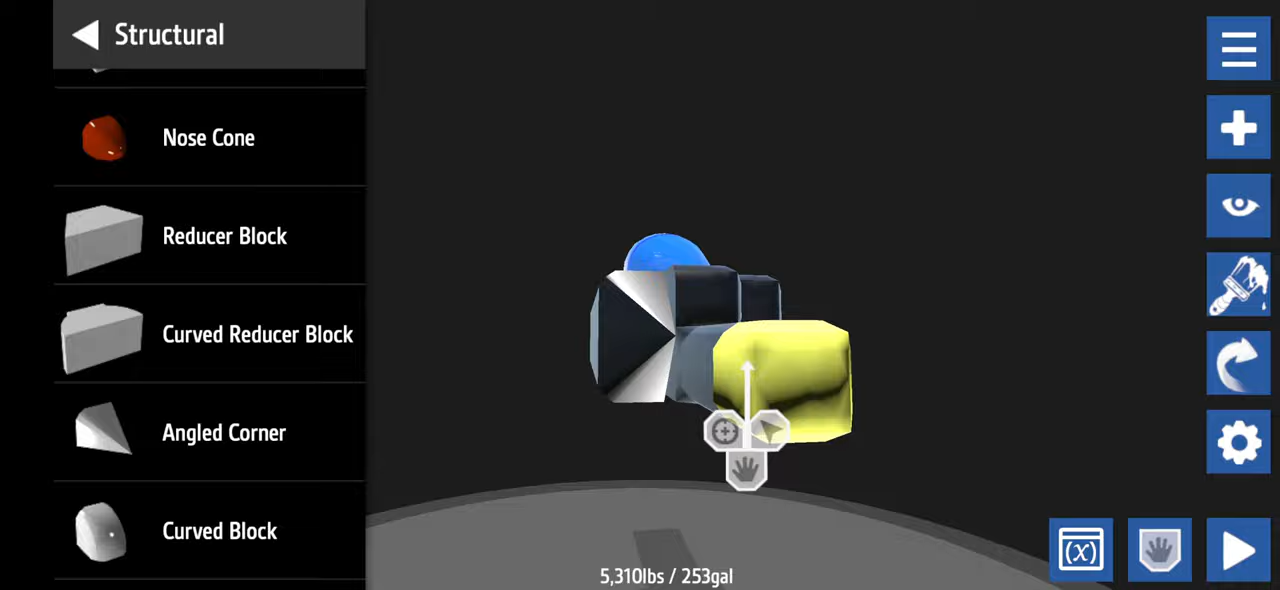 Structural
Nose Cone
Reducer Block
Curved Reducer Block
Angled Corner
Curved Block
(x)
5,310lbs / 253gal